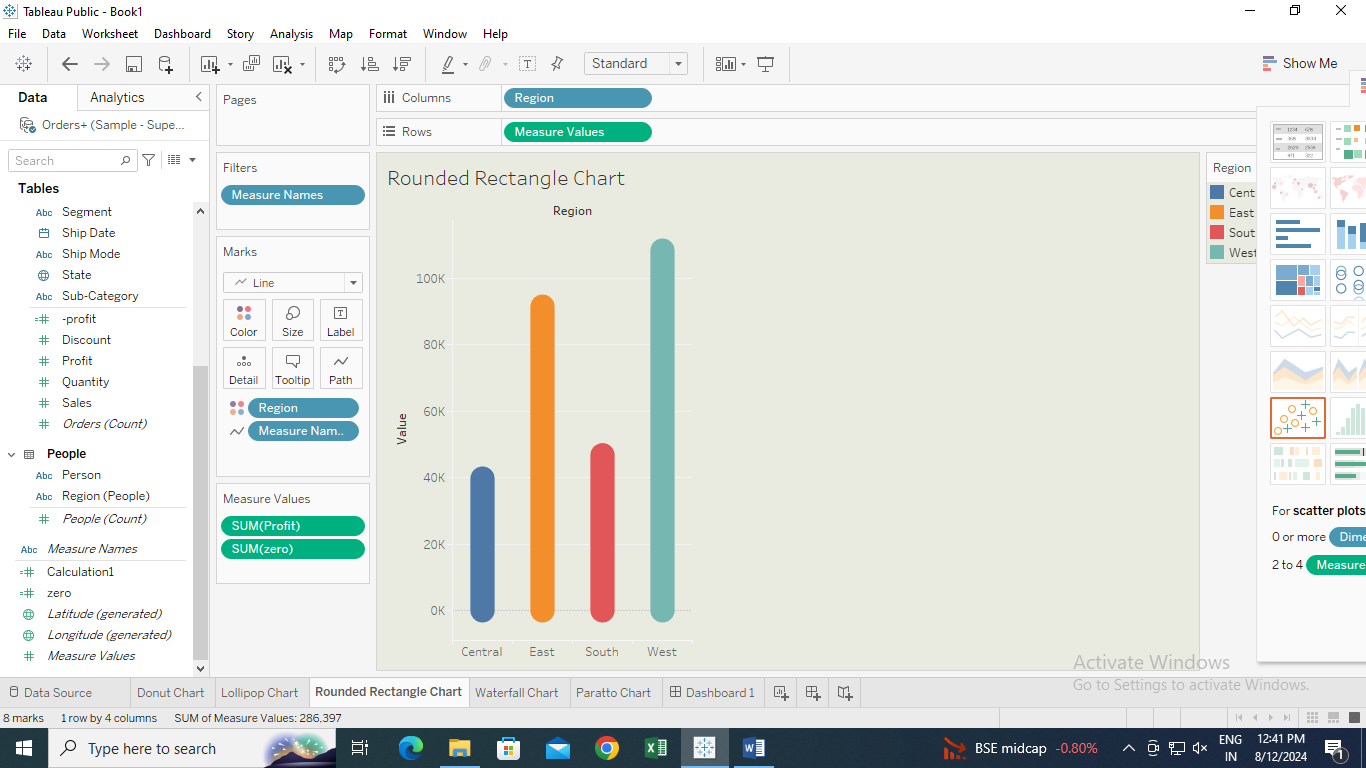 Tableau Public - Book1
File Data Worksheet Dashboard Story Analysis Map Format Window Help
Standard
Show Me
Data Analytics
Orders+ (Sample - Supe...
Search
Tables
Abc Segment
Ship Date
Abc Ship Mode
State
Abc Sub-Category
-profit
Discount
Profit
Quantity
Sales
Orders (Count)
People
Abc Person
Abc Region (People)
People (Count)
Abc Measure Names
Calculation1
zero
Latitude (generated)
Longitude (generated)
Measure Values
Pages
Filters
Measure Names
Marks
Line
Color Size Label
Detail Tooltip Path
Region
Measure Nam..
Measure Values
SUM(Profit)
SUM(zero)
Columns Region
Rows Measure Values
Rounded Rectangle Chart
Region
Value
100K
80K
60K
40K
20K
0K
Central East South West
Region
Cent
East
Sout
West
For scatter plots
0 or more Dime
2 to 4 Measure
Activate Windows
Go to Settings to activate Windows.
Data Source Donut Chart Lollipop Chart Rounded Rectangle Chart Waterfall Chart Paratto Chart Dashboard 1
8 marks 1 row by 4 columns SUM of Measure Values: 286,397
Type here to search
BSE midcap -0.80%
ENG
IN
12:41 PM
8/12/2024
1